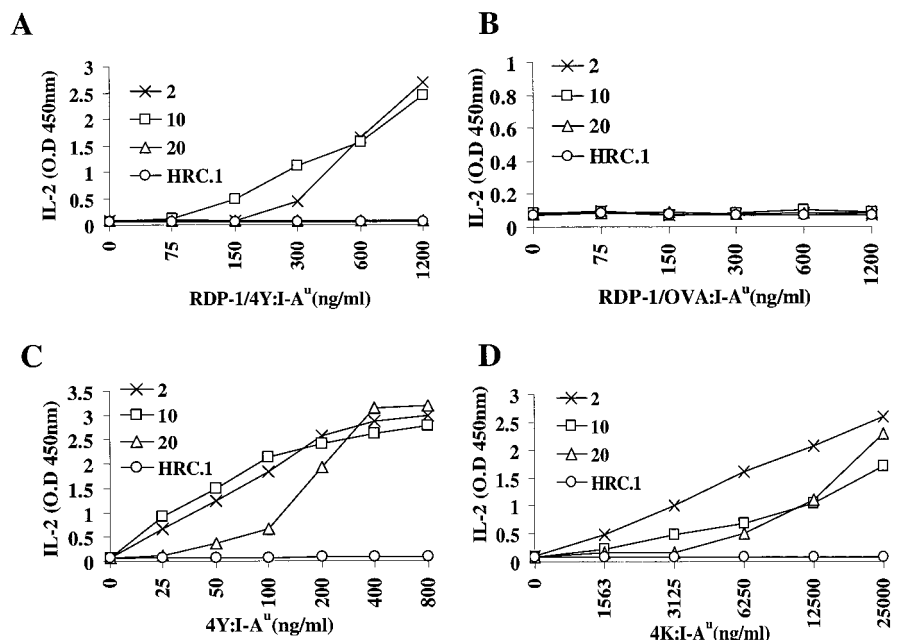 A
IL-2 (O.D 450nm)
3
2.5
2
1.5
1
0.5
0
2
10
20
HRC.1
0 75 150 300 600 1200
RDP-1/4Y:I-Aᵘ(ng/ml)
B
IL-2 (O.D 450nm)
1
0.8
0.6
0.4
0.2
0
2
10
20
HRC.1
0 75 150 300 600 1200
RDP-1/OVA:I-Aᵘ(ng/ml)
C
IL-2 (O.D 450nm)
3.5
3
2.5
2
1.5
1
0.5
0
2
10
20
HRC.1
0 25 50 100 200 400 800
4Y:I-Aᵘ(ng/ml)
D
IL-2 (O.D 450nm)
3
2.5
2
1.5
1
0.5
0
2
10
20
HRC.1
0 1563 3125 6250 12500 25000
4K:I-Aᵘ(ng/ml)